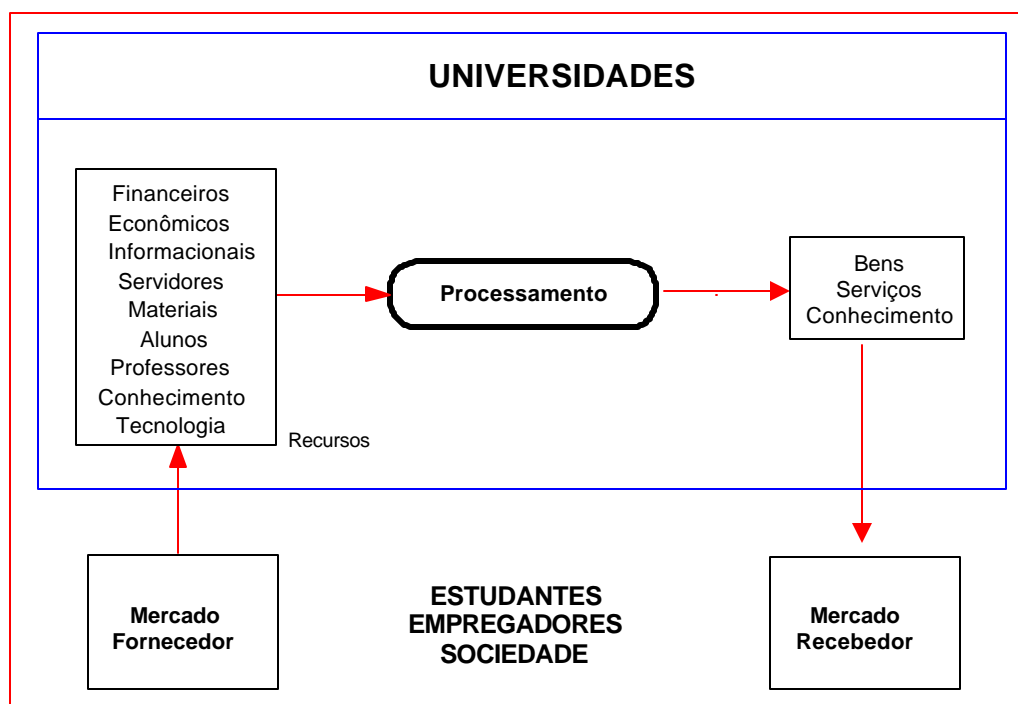 UNIVERSIDADES
Financeiros
Econômicos
Informacionais
Servidores
Materiais
Alunos
Professores
Conhecimento
Tecnologia
Recursos
Processamento
Bens
Serviços
Conhecimento
Mercado
Fornecedor
ESTUDANTES
EMPREGADORES
SOCIEDADE
Mercado
Recebedor